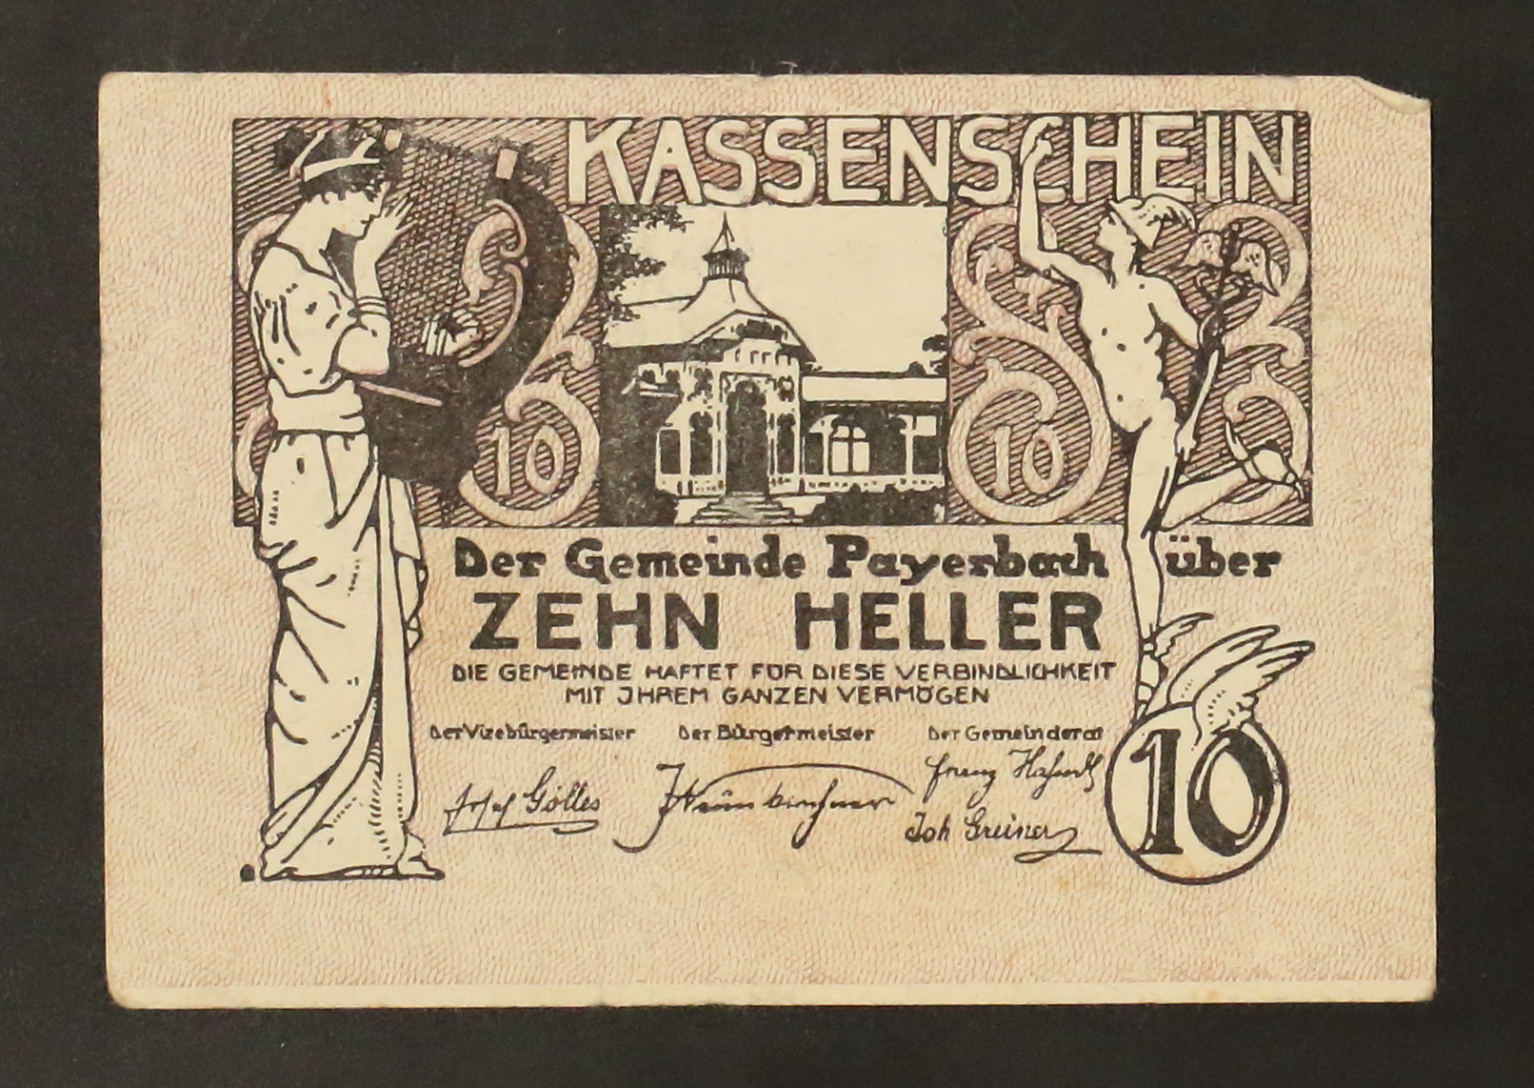 KASSENSCHEIN
10 10
Der Gemeinde Payerbach über
ZEHN HELLER
DIE GEMEINDE HAFTET FÜR DIESE VERBINDLICHKEIT
MIT JHREM GANZEN VERMÖGEN
Der Vizebürgermeister Der Bürgermeister Der Gemeinderat
Josef Gölles
Joh Greiner
10